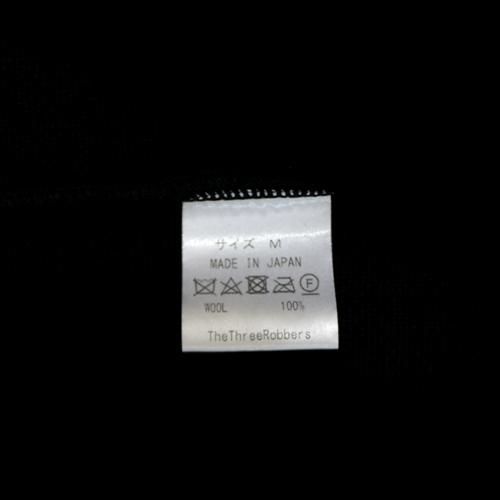 サイズ M
MADE IN JAPAN
F
WOOL 100%
TheThreeRobbers